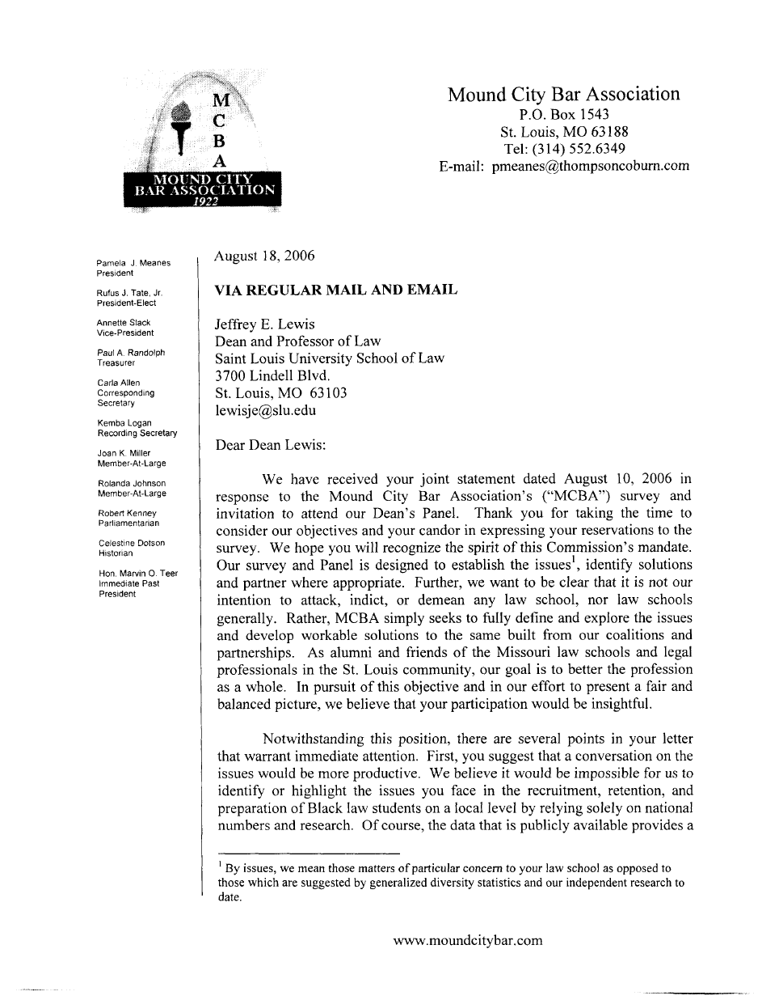 M
C
B
A
MOUND CITY
BAR ASSOCIATION
1922
Mound City Bar Association
P.O. Box 1543
St. Louis, MO 63188
Tel: (314) 552.6349
E-mail: pmeanes@thompsoncoburn.com
Pamela J. Meanes
President
Rufus J. Tate, Jr.
President-Elect
Annette Slack
Vice-President
Paul A. Randolph
Treasurer
Carla Allen
Corresponding
Secretary
Kemba Logan
Recording Secretary
Joan K. Miller
Member-At-Large
Rolanda Johnson
Member-At-Large
Robert Kenney
Parliamentarian
Celestine Dotson
Historian
Hon. Marvin O. Teer
Immediate Past
President
August 18, 2006
VIA REGULAR MAIL AND EMAIL
Jeffrey E. Lewis
Dean and Professor of Law
Saint Louis University School of Law
3700 Lindell Blvd.
St. Louis, MO 63103
lewisje@slu.edu
Dear Dean Lewis:
We have received your joint statement dated August 10, 2006 in
response to the Mound City Bar Association's ("MCBA") survey and
invitation to attend our Dean's Panel. Thank you for taking the time to
consider our objectives and your candor in expressing your reservations to the
survey. We hope you will recognize the spirit of this Commission's mandate.
Our survey and Panel is designed to establish the issues1, identify solutions
and partner where appropriate. Further, we want to be clear that it is not our
intention to attack, indict, or demean any law school, nor law schools
generally. Rather, MCBA simply seeks to fully define and explore the issues
and develop workable solutions to the same built from our coalitions and
partnerships. As alumni and friends of the Missouri law schools and legal
professionals in the St. Louis community, our goal is to better the profession
as a whole. In pursuit of this objective and in our effort to present a fair and
balanced picture, we believe that your participation would be insightful.
Notwithstanding this position, there are several points in your letter
that warrant immediate attention. First, you suggest that a conversation on the
issues would be more productive. We believe it would be impossible for us to
identify or highlight the issues you face in the recruitment, retention, and
preparation of Black law students on a local level by relying solely on national
numbers and research. Of course, the data that is publicly available provides a
1 By issues, we mean those matters of particular concern to your law school as opposed to
those which are suggested by generalized diversity statistics and our independent research to
date.
www.moundcitybar.com